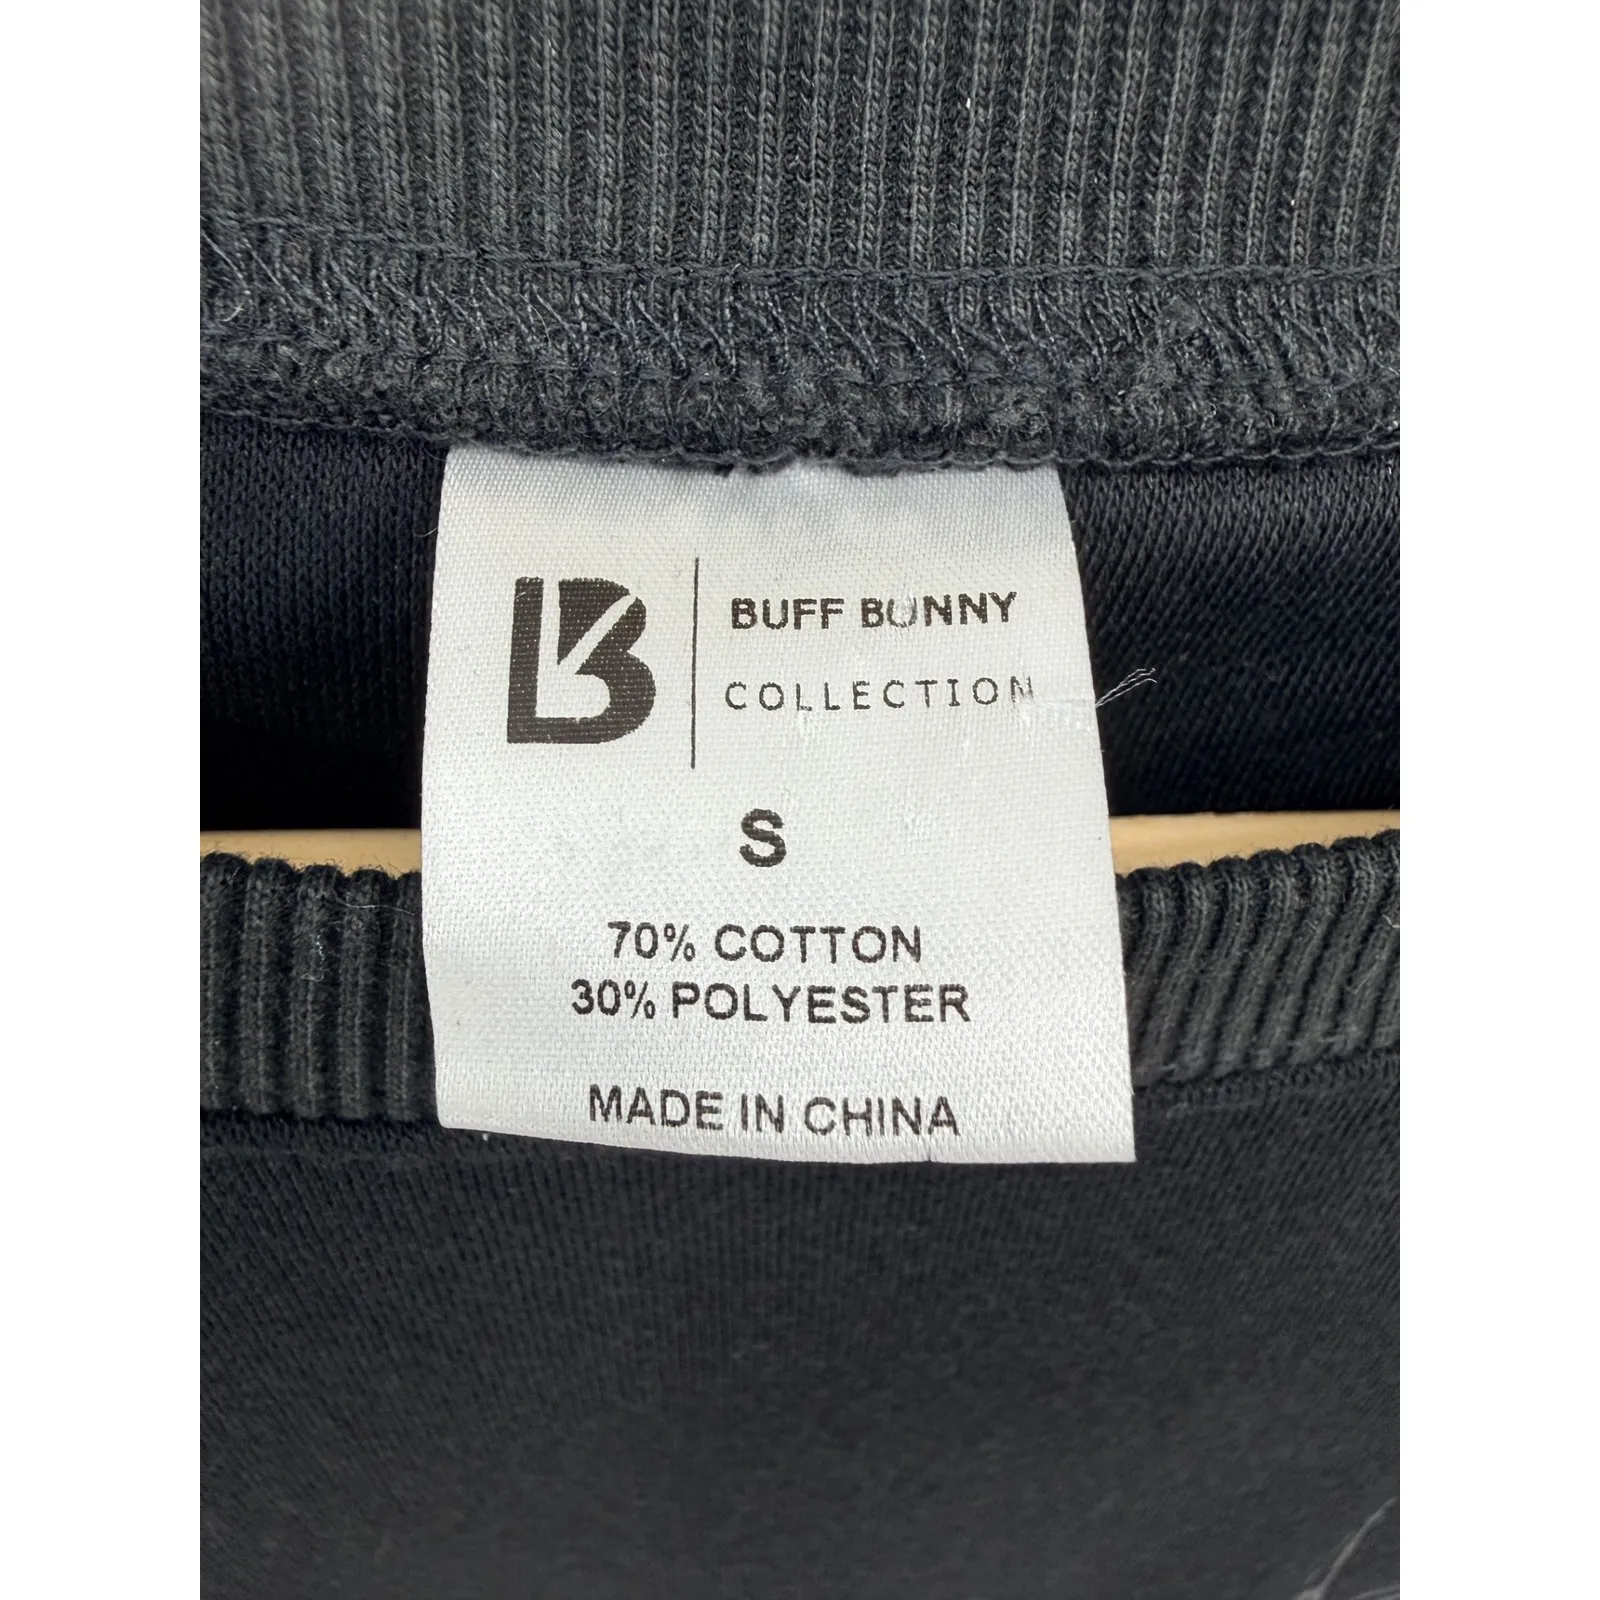 B
BUFF BUNNY
COLLECTION
S
70% COTTON
30% POLYESTER
MADE IN CHINA